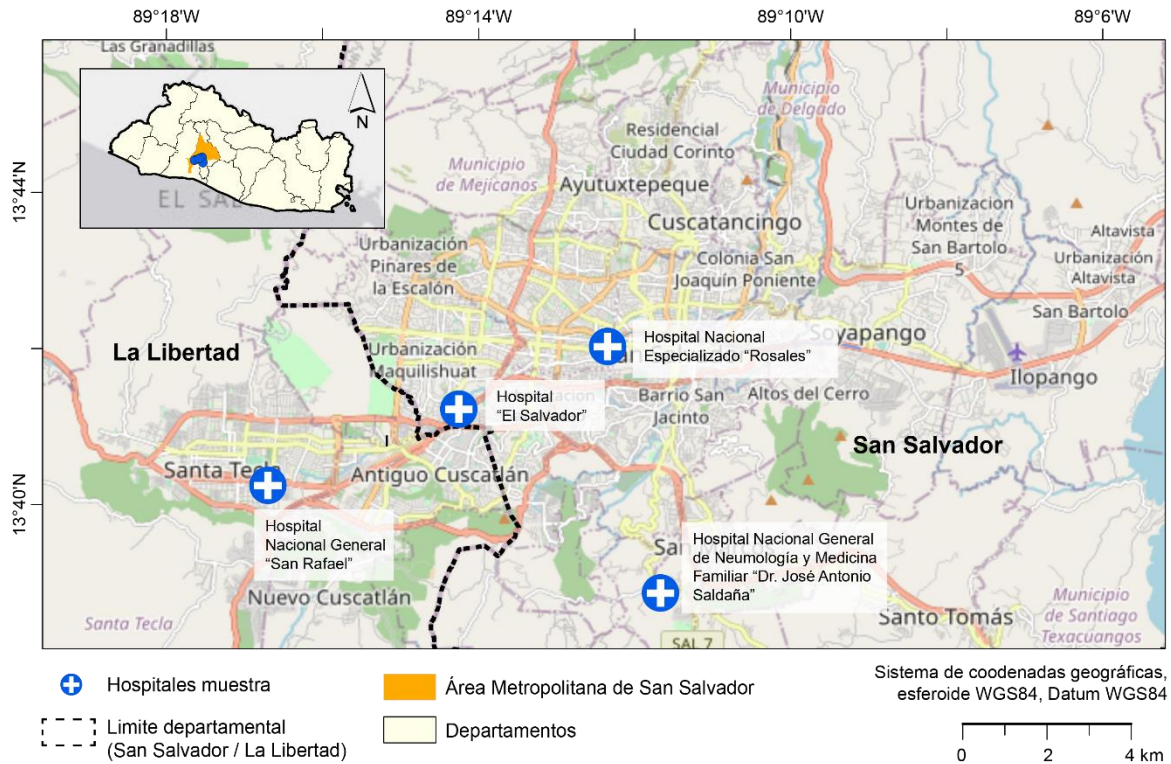 89°18'W
89°14'W
89°10'W
89°6'W
13°44'N
13°40'N
Las Granadillas
N
EL SAL
Municipio
de Delgado
Residencial
Ciudad Corinto
Municipio
de Mejicanos
Ayutuxtepeque
Cuscatancingo
Urbanizacion
Montes de
San Bartolo
Altavista
Urbanización
Altavista
Urbanización
Pinares de
la Escalón
Colonia San
Joaquín Poniente
5
San Bartolo
La Libertad
Soyapango
Hospital Nacional
Especializado “Rosales”
Urbanización
Maquilishuat
Ilopango
Hospital
“El Salvador”
Barrio San
Jacinto
Altos del Cerro
San Salvador
Santa Tecla
Antiguo Cuscatlán
Hospital
Nacional General
“San Rafael”
Hospital Nacional General
de Neumología y Medicina
Familiar “Dr. José Antonio
Saldaña”
Nuevo Cuscatlán
Santa Tecla
Santo Tomás
Municipio
de Santiago
Texacuangos
SAL 7
Hospitales muestra
Limite departamental
(San Salvador / La Libertad)
Área Metropolitana de San Salvador
Departamentos
Sistema de coodenadas geográficas,
esferoide WGS84, Datum WGS84
0 2 4 km